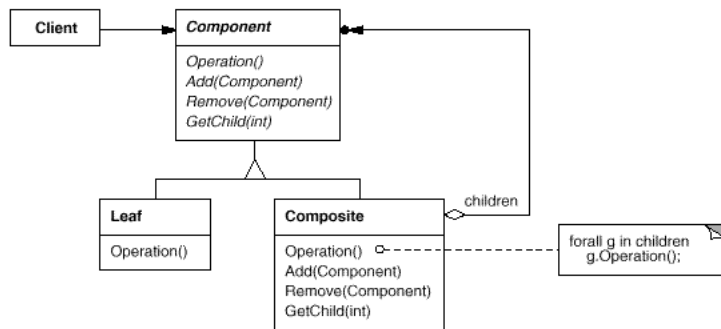 Client
Component
Operation()
Add(Component)
Remove(Component)
GetChild(int)
Leaf
Operation()
Composite
Operation()
Add(Component)
Remove(Component)
GetChild(int)
children
forall g in children
g.Operation();